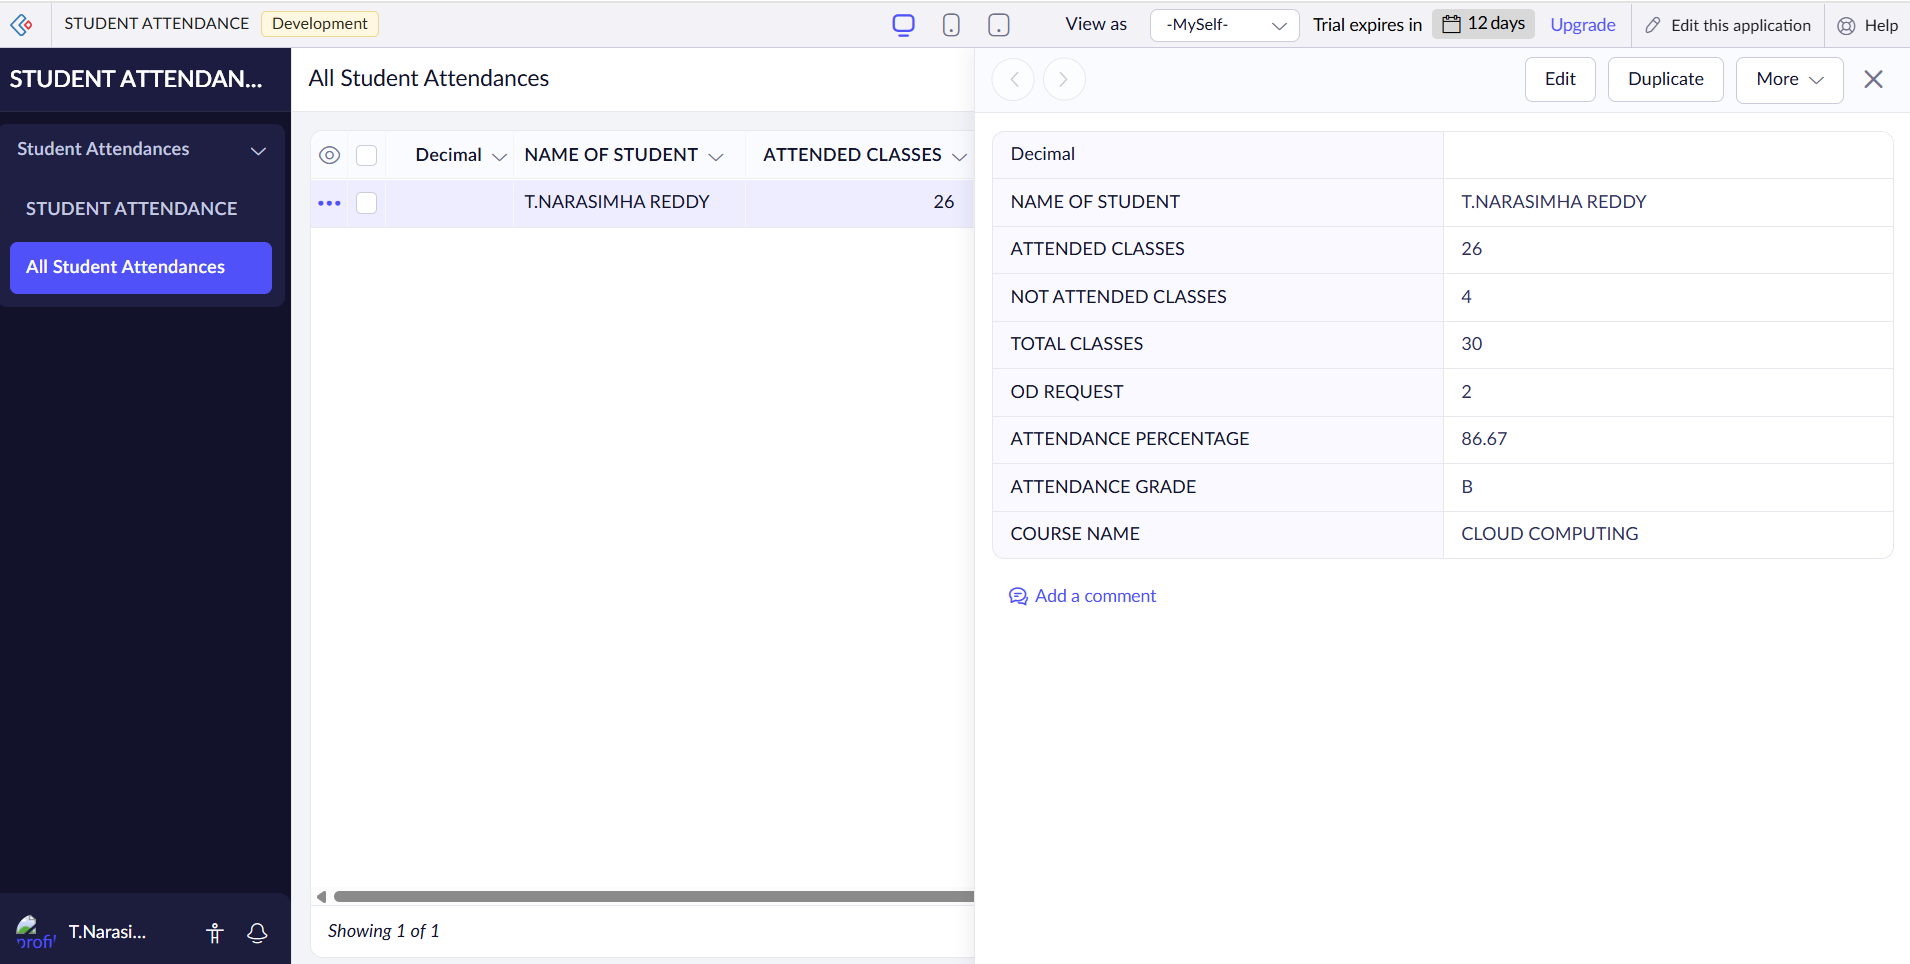 STUDENT ATTENDANCE Development View as -MySelf- Trial expires in 12 days Upgrade Edit this application Help
STUDENT ATTENDAN...
Student Attendances
STUDENT ATTENDANCE
All Student Attendances
profil
T.Narasi...
All Student Attendances
Decimal NAME OF STUDENT ATTENDED CLASSES
T.NARASIMHA REDDY 26
Showing 1 of 1
Edit Duplicate More
Decimal
NAME OF STUDENT T.NARASIMHA REDDY
ATTENDED CLASSES 26
NOT ATTENDED CLASSES 4
TOTAL CLASSES 30
OD REQUEST 2
ATTENDANCE PERCENTAGE 86.67
ATTENDANCE GRADE B
COURSE NAME CLOUD COMPUTING
Add a comment